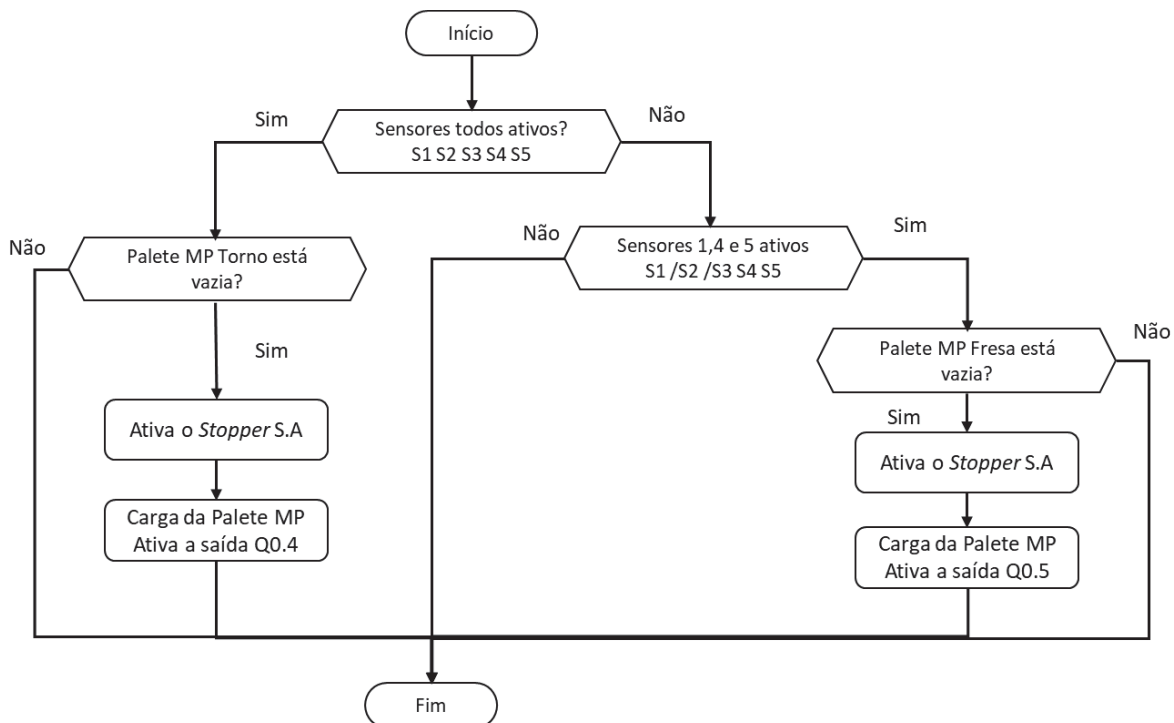 Início
Sim
Não
Sensores todos ativos?
S1 S2 S3 S4 S5
Não
Palete MP Torno está
vazia?
Não
Sensores 1,4 e 5 ativos
S1 /S2 /S3 S4 S5
Sim
Sim
Palete MP Fresa está
vazia?
Não
Ativa o Stopper S.A
Sim
Ativa o Stopper S.A
Carga da Palete MP
Ativa a saída Q0.4
Carga da Palete MP
Ativa a saída Q0.5
Fim